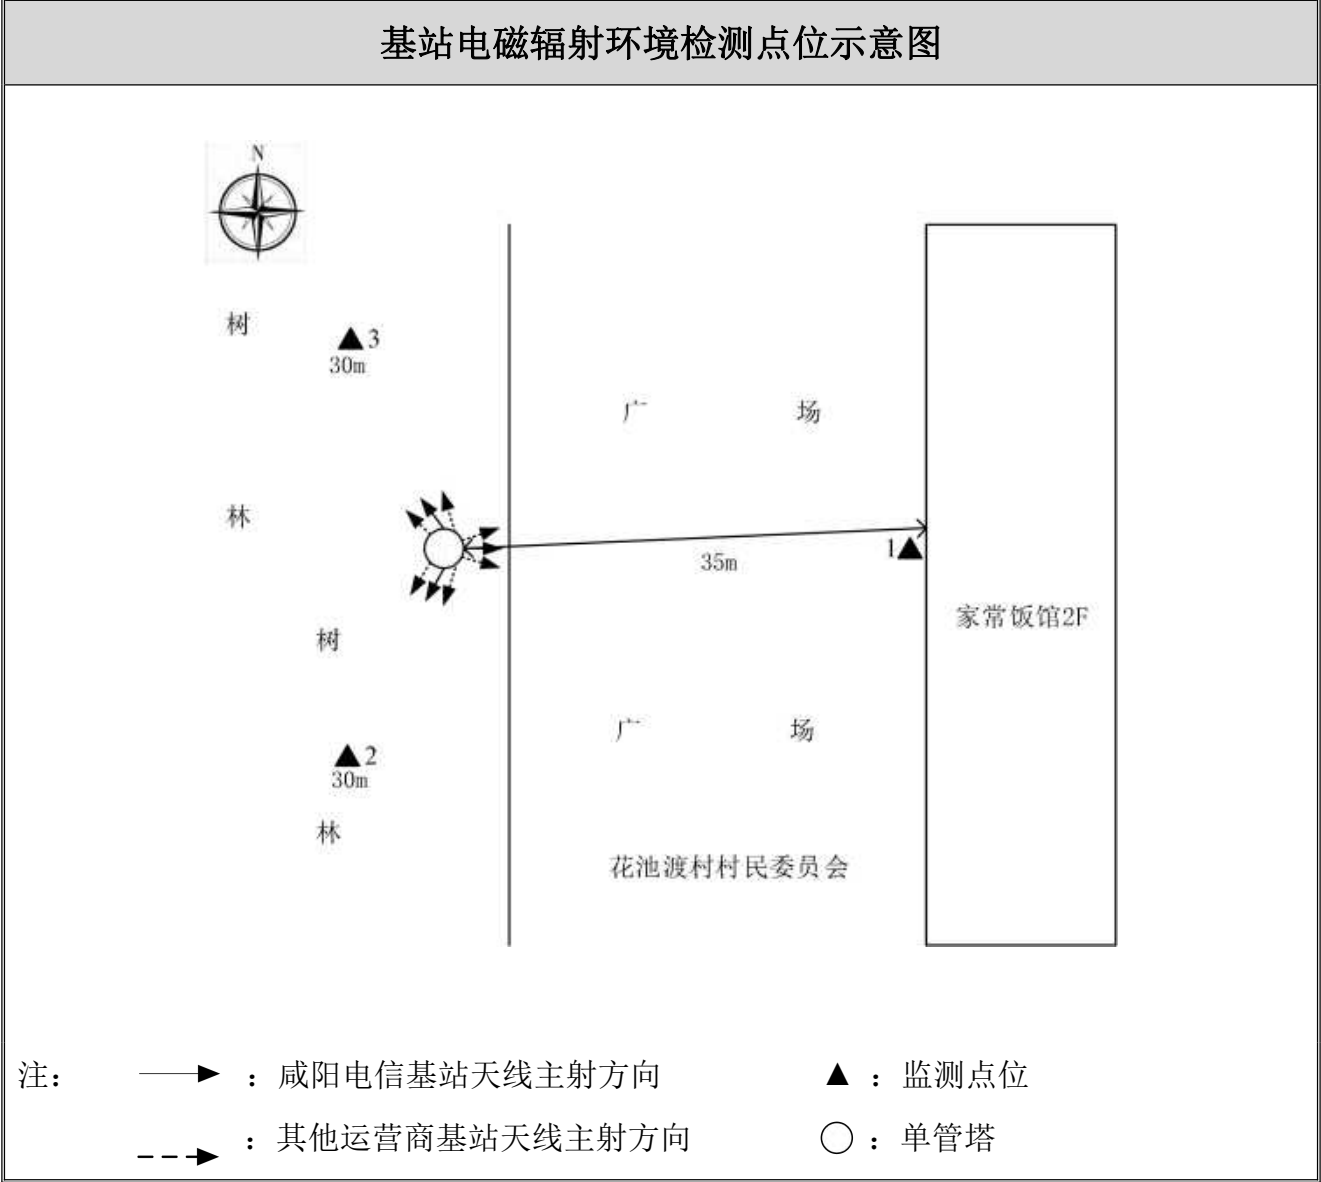 基站电磁辐射环境检测点位示意图
N
树
▲3
30m
广 场
林
1▲
35m
家常饭馆2F
树
广 场
▲2
30m
林
花池渡村村民委员会
注： ：咸阳电信基站天线主射方向 ▲：监测点位
：其他运营商基站天线主射方向 ○：单管塔